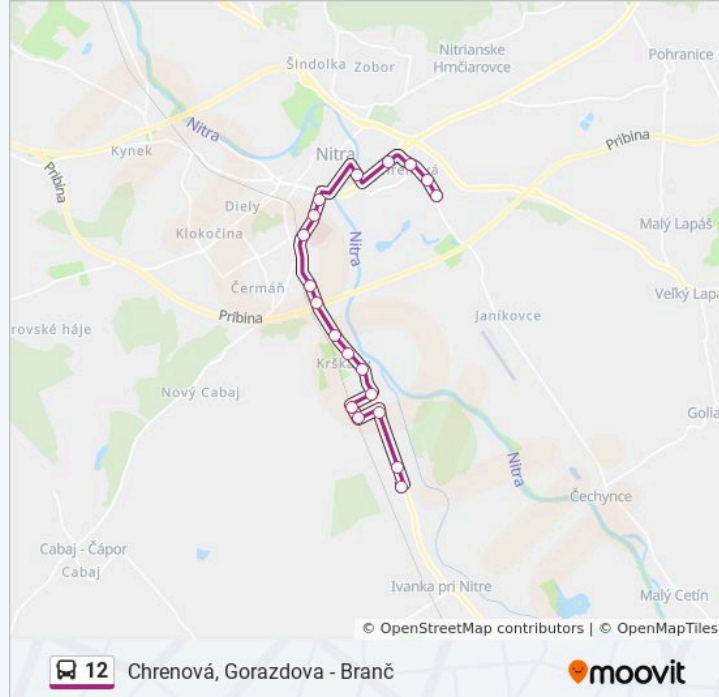 Nitrianske
Hrnčiarovce
Pohranice
Šindolka
Zobor
Nitra
Kynek
Nitra
Pribina
Pribina
Diely
Malý Lapáš
Klokočina
Nitra
Čermáň
Veľký Lapá
Pribina
Janíkovce
rovské háje
Nový Cabaj
Golia
Nitra
Čechynce
Cabaj - Čápor
Cabaj
Ivanka pri Nitre
Malý Cetín
© OpenStreetMap contributors | © OpenMapTiles
12 Chrenová, Gorazdova - Branč
moovit